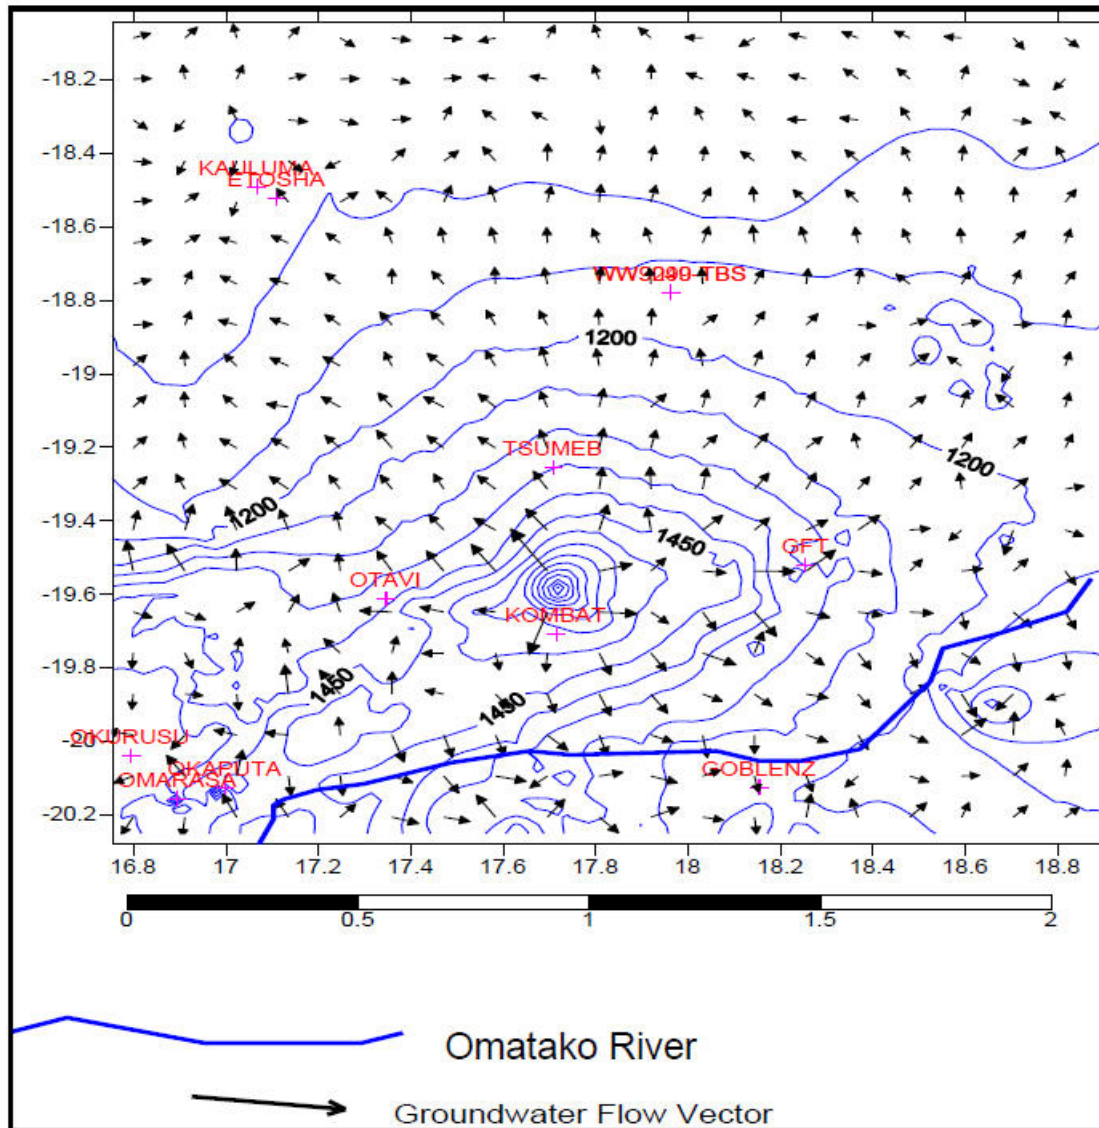 -18.2
-18.4
KAULUMA
ETOSHA
-18.6
-TBS
-18.8
1200
-19
-19.2
TSUMEB
1200
1200
-19.4
1450
GFT
-19.6
OTAVI
KOMBAT
-19.8
1450
1450
-20
OKURUSU
OKAPUTA
GOBLENZ
OMARASA
-20.2
16.8 17 17.2 17.4 17.6 17.8 18 18.2 18.4 18.6 18.8
0 0.5 1 1.5 2
Omatako River
Groundwater Flow Vector